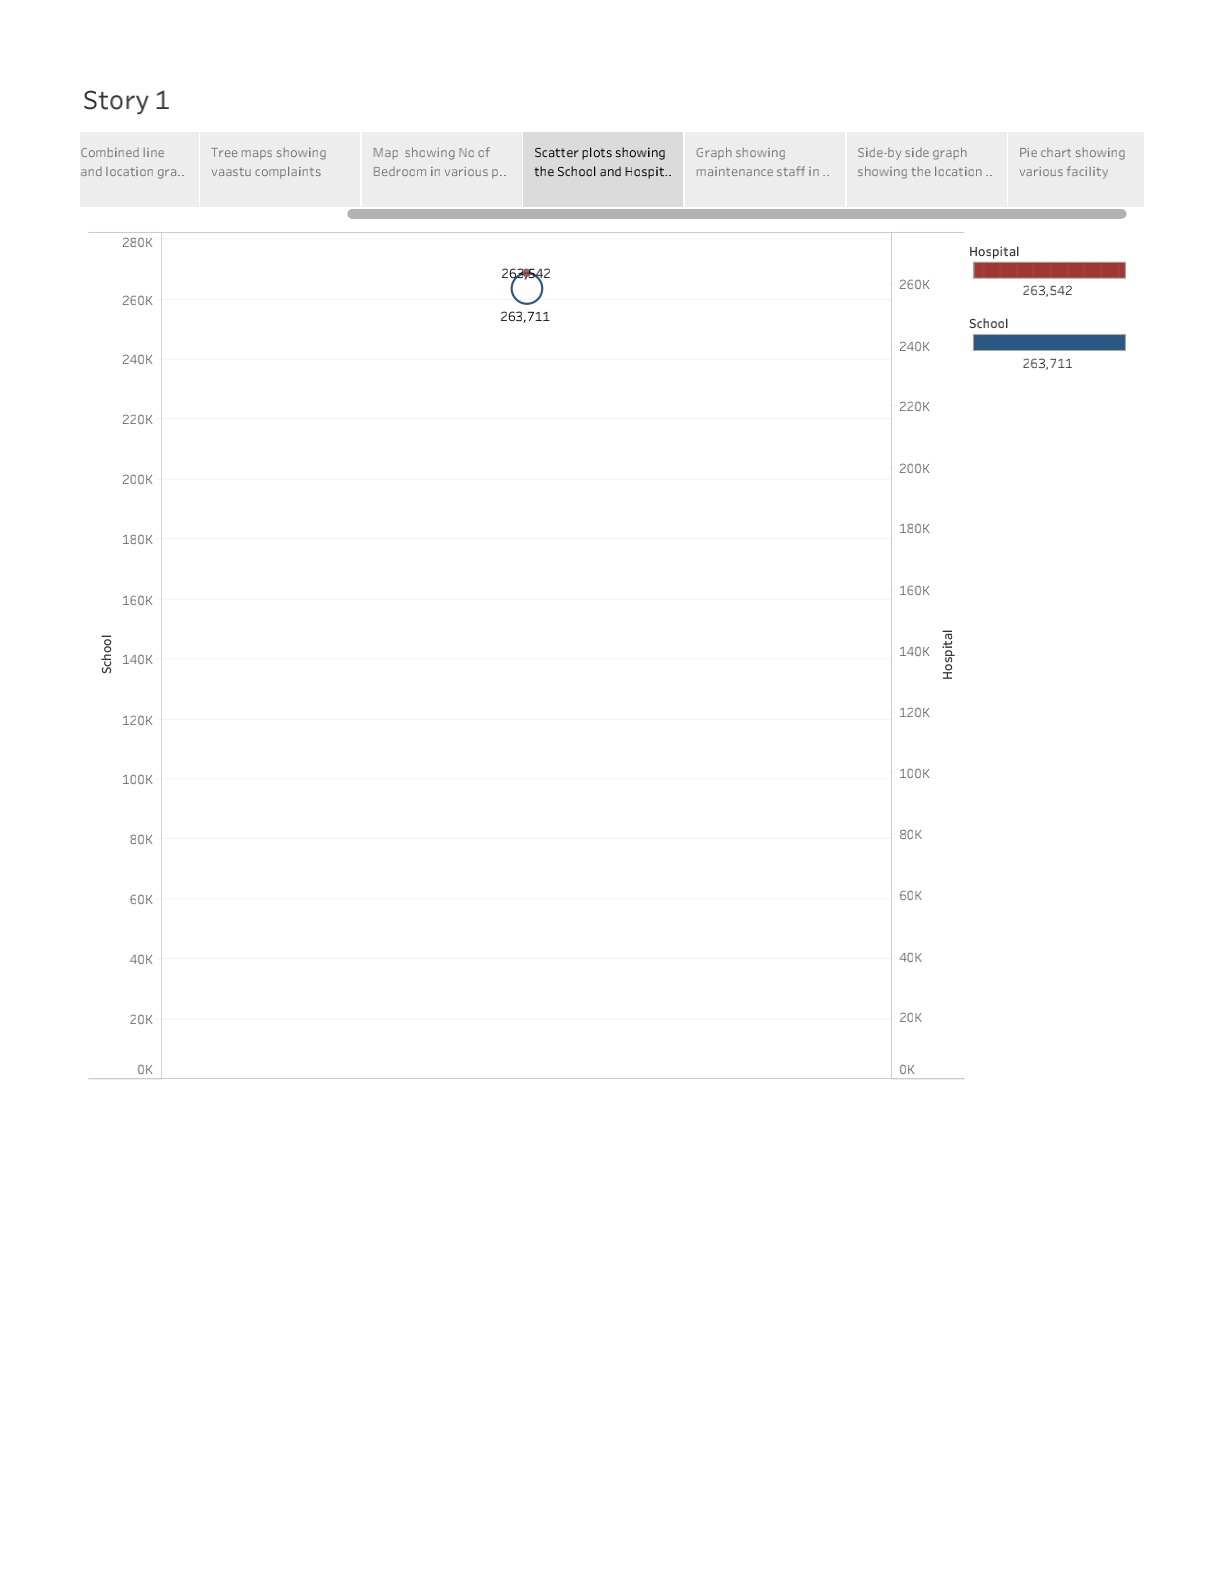 Story 1
Combined line
and location gra..
Tree maps showing
vaastu complaints
Map showing No of
Bedroom in various p..
Scatter plots showing
the School and Hospit..
Graph showing
maintenance staff in ..
Side-by side graph
showing the location ..
Pie chart showing
various facility
280K
260K
240K
220K
200K
180K
160K
140K
120K
100K
80K
60K
40K
20K
0K
School
263,542
263,711
260K
240K
220K
200K
180K
160K
140K
120K
100K
80K
60K
40K
20K
0K
Hospital
Hospital
263,542
School
263,711